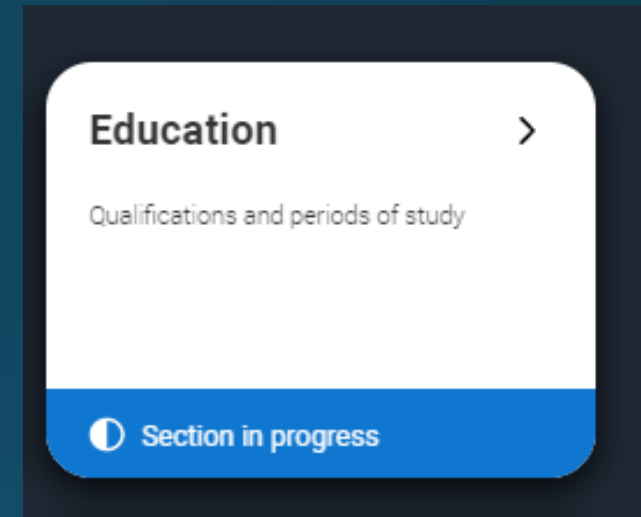 Education
Qualifications and periods of study
Section in progress